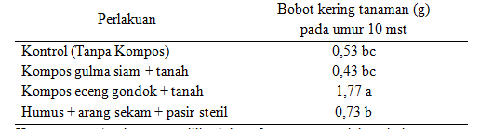 Perlakuan
Bobot kering tanaman (g)
pada umur 10 mst
Kontrol (Tanpa Kompos) 0,53 bc
Kompos gulma siam + tanah 0,43 bc
Kompos eceng gondok + tanah 1,77 a
Humus + arang sekam + pasir steril 0,73 b